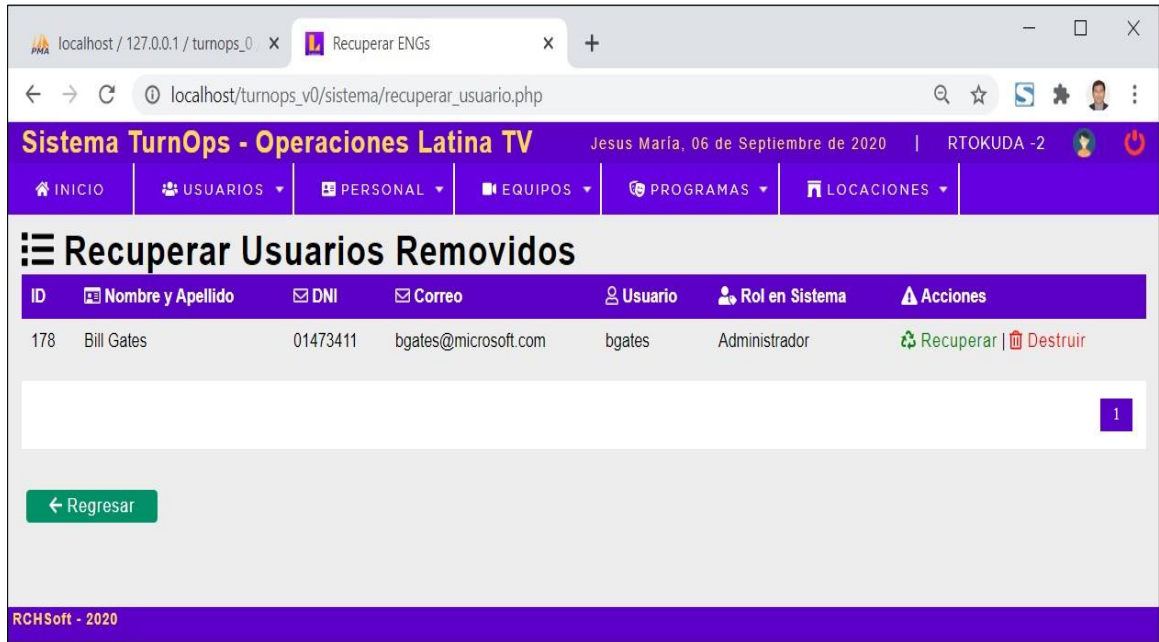 PMA localhost / 127.0.0.1 / turnops_0 Recuperar ENGs
localhost/turnops_v0/sistema/recuperar_usuario.php
Sistema TurnOps - Operaciones Latina TV Jesus María, 06 de Septiembre de 2020 | RTOKUDA -2
INICIO USUARIOS PERSONAL EQUIPOS PROGRAMAS LOCACIONES
Recuperar Usuarios Removidos
ID Nombre y Apellido DNI Correo Usuario Rol en Sistema Acciones
178 Bill Gates 01473411 bgates@microsoft.com bgates Administrador Recuperar | Destruir
1
Regresar
RCHSoft - 2020